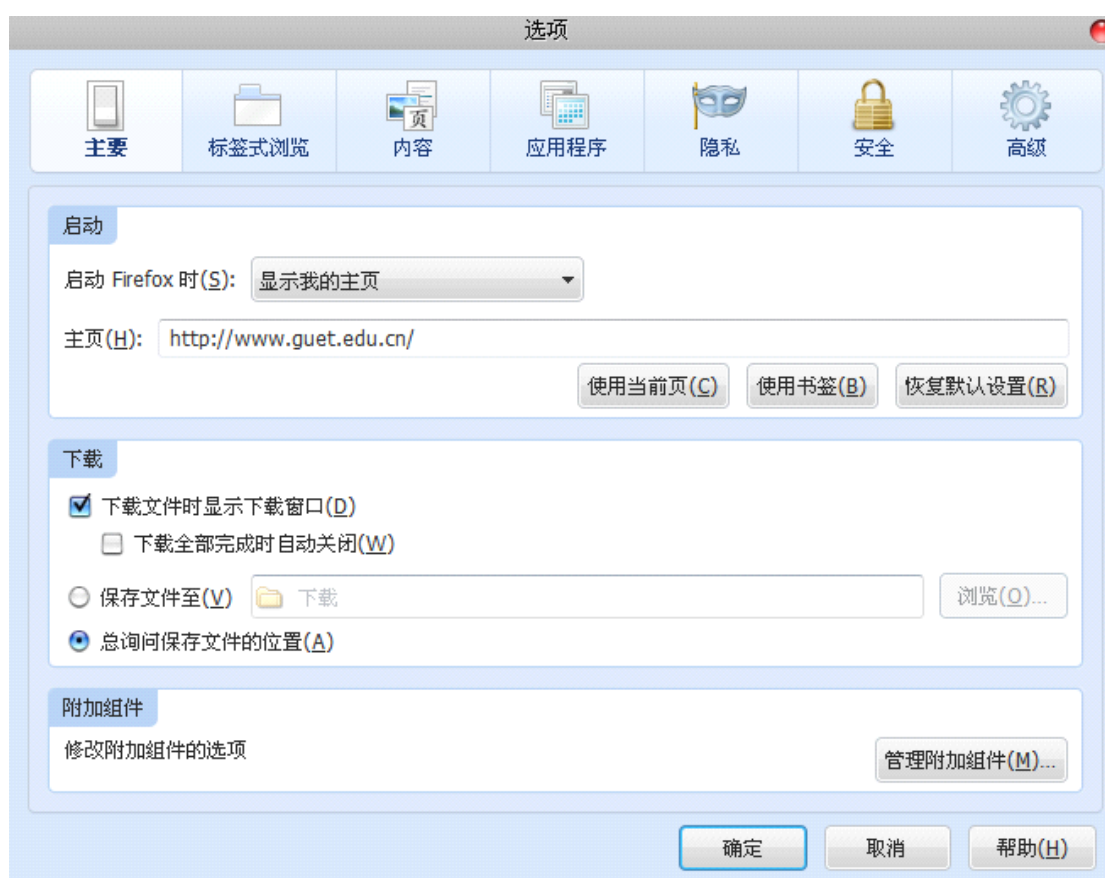 选项
主要 标签式浏览 内容 应用程序 隐私 安全 高级
页
启动
启动 Firefox 时(S): 显示我的主页
主页(H): http://www.guet.edu.cn/
使用当前页(C) 使用书签(B) 恢复默认设置(R)
下载
下载文件时显示下载窗口(D)
下载全部完成时自动关闭(W)
保存文件至(V) 下载 浏览(O)...
总询问保存文件的位置(A)
附加组件
修改附加组件的选项
管理附加组件(M)...
确定 取消 帮助(H)